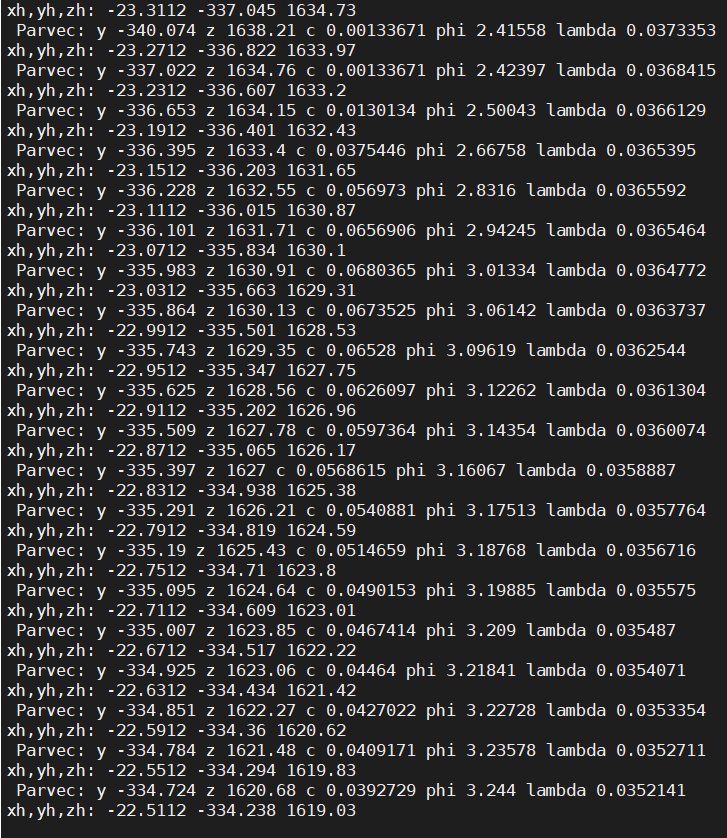 xh,yh,zh: -23.3112 -337.045 1634.73
Parvec: y -340.074 z 1638.21 c 0.00133671 phi 2.41558 lambda 0.0373353
xh,yh,zh: -23.2712 -336.822 1633.97
Parvec: y -337.022 z 1634.76 c 0.00133671 phi 2.42397 lambda 0.0368415
xh,yh,zh: -23.2312 -336.607 1633.2
Parvec: y -336.653 z 1634.15 c 0.0130134 phi 2.50043 lambda 0.0366129
xh,yh,zh: -23.1912 -336.401 1632.43
Parvec: y -336.395 z 1633.4 c 0.0375446 phi 2.66758 lambda 0.0365395
xh,yh,zh: -23.1512 -336.203 1631.65
Parvec: y -336.228 z 1632.55 c 0.056973 phi 2.8316 lambda 0.0365592
xh,yh,zh: -23.1112 -336.015 1630.87
Parvec: y -336.101 z 1631.71 c 0.0656906 phi 2.94245 lambda 0.0365464
xh,yh,zh: -23.0712 -335.834 1630.1
Parvec: y -335.983 z 1630.91 c 0.0680365 phi 3.01334 lambda 0.0364772
xh,yh,zh: -23.0312 -335.663 1629.31
Parvec: y -335.864 z 1630.13 c 0.0673525 phi 3.06142 lambda 0.0363737
xh,yh,zh: -22.9912 -335.501 1628.53
Parvec: y -335.743 z 1629.35 c 0.06528 phi 3.09619 lambda 0.0362544
xh,yh,zh: -22.9512 -335.347 1627.75
Parvec: y -335.625 z 1628.56 c 0.0626097 phi 3.12262 lambda 0.0361304
xh,yh,zh: -22.9112 -335.202 1626.96
Parvec: y -335.509 z 1627.78 c 0.0597364 phi 3.14354 lambda 0.0360074
xh,yh,zh: -22.8712 -335.065 1626.17
Parvec: y -335.397 z 1627 c 0.0568615 phi 3.16067 lambda 0.0358887
xh,yh,zh: -22.8312 -334.938 1625.38
Parvec: y -335.291 z 1626.21 c 0.0540881 phi 3.17513 lambda 0.0357764
xh,yh,zh: -22.7912 -334.819 1624.59
Parvec: y -335.19 z 1625.43 c 0.0514659 phi 3.18768 lambda 0.0356716
xh,yh,zh: -22.7512 -334.71 1623.8
Parvec: y -335.095 z 1624.64 c 0.0490153 phi 3.19885 lambda 0.035575
xh,yh,zh: -22.7112 -334.609 1623.01
Parvec: y -335.007 z 1623.85 c 0.0467414 phi 3.209 lambda 0.035487
xh,yh,zh: -22.6712 -334.517 1622.22
Parvec: y -334.925 z 1623.06 c 0.04464 phi 3.21841 lambda 0.0354071
xh,yh,zh: -22.6312 -334.434 1621.42
Parvec: y -334.851 z 1622.27 c 0.0427022 phi 3.22728 lambda 0.0353354
xh,yh,zh: -22.5912 -334.36 1620.62
Parvec: y -334.784 z 1621.48 c 0.0409171 phi 3.23578 lambda 0.0352711
xh,yh,zh: -22.5512 -334.294 1619.83
Parvec: y -334.724 z 1620.68 c 0.0392729 phi 3.244 lambda 0.0352141
xh,yh,zh: -22.5112 -334.238 1619.03